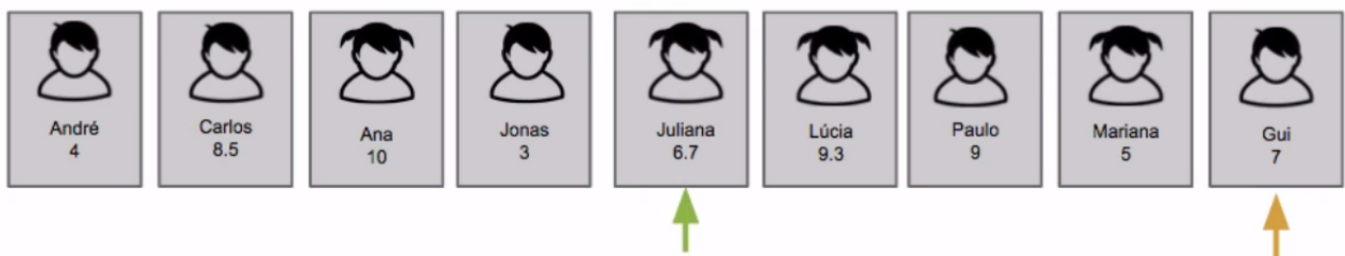 André
4
Carlos
8.5
Ana
10
Jonas
3
Juliana
6.7
Lúcia
9.3
Paulo
9
Mariana
5
Gui
7